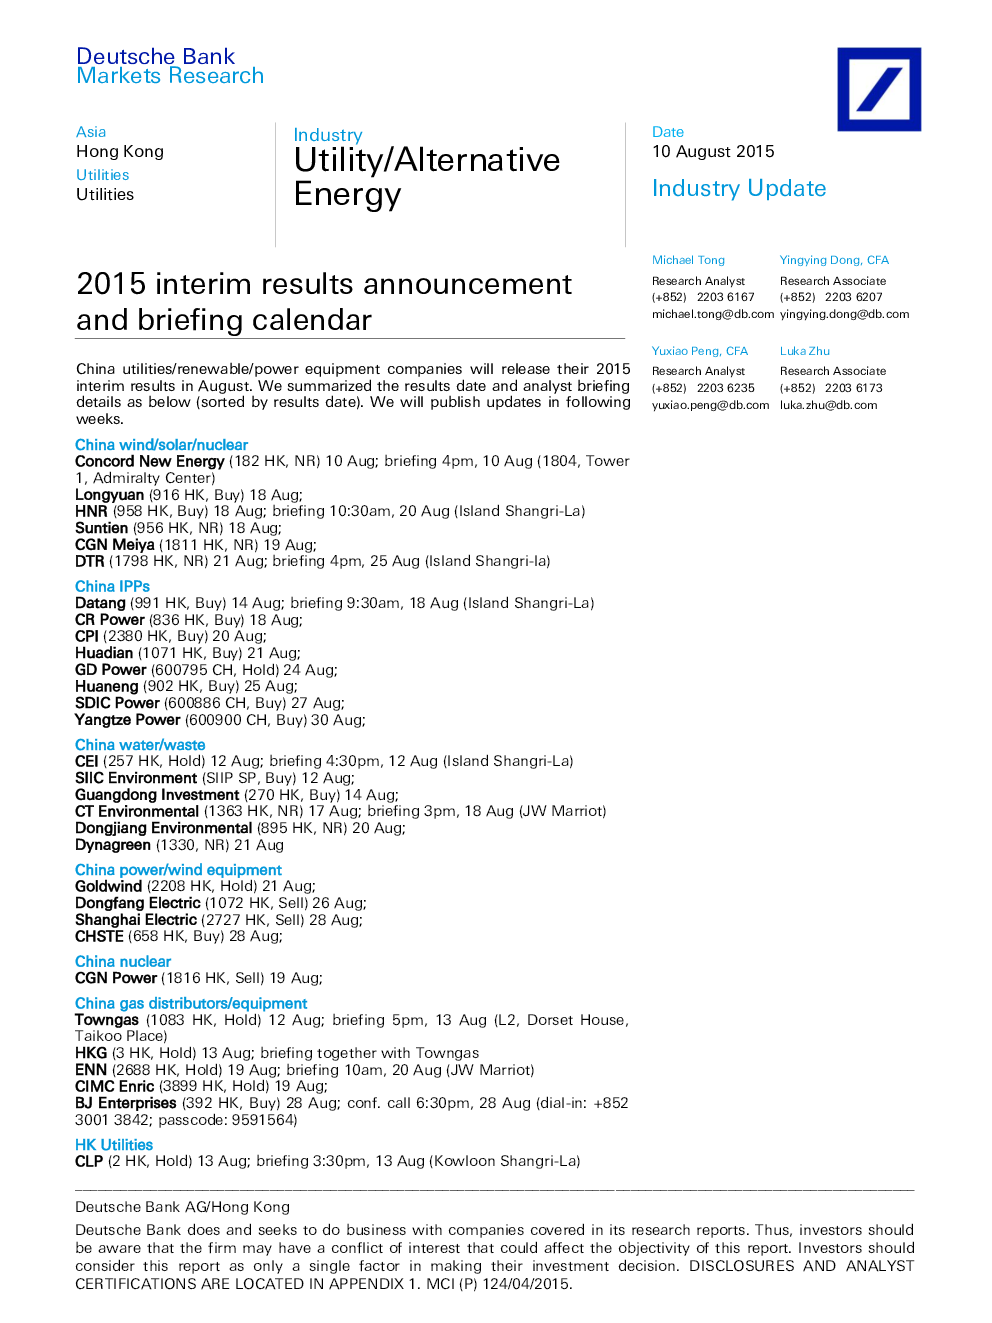 Deutsche Bank
Markets Research
Asia
Hong Kong
Utilities
Utilities
Industry
Utility/Alternative
Energy
Date
10 August 2015
Industry Update
2015 interim results announcement
and briefing calendar
Michael Tong
Research Analyst
(+852) 2203 6167
michael.tong@db.com
Yingying Dong, CFA
Research Associate
(+852) 2203 6207
yingying.dong@db.com
Yuxiao Peng, CFA
Research Analyst
(+852) 2203 6235
yuxiao.peng@db.com
Luka Zhu
Research Associate
(+852) 2203 6173
luka.zhu@db.com
China utilities/renewable/power equipment companies will release their 2015
interim results in August. We summarized the results date and analyst briefing
details as below (sorted by results date). We will publish updates in following
weeks.
China wind/solar/nuclear
Concord New Energy (182 HK, NR) 10 Aug; briefing 4pm, 10 Aug (1804, Tower
1, Admiralty Center)
Longyuan (916 HK, Buy) 18 Aug;
HNR (958 HK, Buy) 18 Aug; briefing 10:30am, 20 Aug (Island Shangri-La)
Suntien (956 HK, NR) 18 Aug;
CGN Meiya (1811 HK, NR) 19 Aug;
DTR (1798 HK, NR) 21 Aug; briefing 4pm, 25 Aug (Island Shangri-la)
China IPPs
Datang (991 HK, Buy) 14 Aug; briefing 9:30am, 18 Aug (Island Shangri-La)
CR Power (836 HK, Buy) 18 Aug;
CPI (2380 HK, Buy) 20 Aug;
Huadian (1071 HK, Buy) 21 Aug;
GD Power (600795 CH, Hold) 24 Aug;
Huaneng (902 HK, Buy) 25 Aug;
SDIC Power (600886 CH, Buy) 27 Aug;
Yangtze Power (600900 CH, Buy) 30 Aug;
China water/waste
CEI (257 HK, Hold) 12 Aug; briefing 4:30pm, 12 Aug (Island Shangri-La)
SIIC Environment (SIIP SP, Buy) 12 Aug;
Guangdong Investment (270 HK, Buy) 14 Aug;
CT Environmental (1363 HK, NR) 17 Aug; briefing 3pm, 18 Aug (JW Marriot)
Dongjiang Environmental (895 HK, NR) 20 Aug;
Dynagreen (1330, NR) 21 Aug
China power/wind equipment
Goldwind (2208 HK, Hold) 21 Aug;
Dongfang Electric (1072 HK, Sell) 26 Aug;
Shanghai Electric (2727 HK, Sell) 28 Aug;
CHSTE (658 HK, Buy) 28 Aug;
China nuclear
CGN Power (1816 HK, Sell) 19 Aug;
China gas distributors/equipment
Towngas (1083 HK, Hold) 12 Aug; briefing 5pm, 13 Aug (L2, Dorset House,
Taikoo Place)
HKG (3 HK, Hold) 13 Aug; briefing together with Towngas
ENN (2688 HK, Hold) 19 Aug; briefing 10am, 20 Aug (JW Marriot)
CIMC Enric (3899 HK, Hold) 19 Aug;
BJ Enterprises (392 HK, Buy) 28 Aug; conf. call 6:30pm, 28 Aug (dial-in: +852
3001 3842; passcode: 9591564)
HK Utilities
CLP (2 HK, Hold) 13 Aug; briefing 3:30pm, 13 Aug (Kowloon Shangri-La)
Deutsche Bank AG/Hong Kong
Deutsche Bank does and seeks to do business with companies covered in its research reports. Thus, investors should
be aware that the firm may have a conflict of interest that could affect the objectivity of this report. Investors should
consider this report as only a single factor in making their investment decision. DISCLOSURES AND ANALYST
CERTIFICATIONS ARE LOCATED IN APPENDIX 1. MCI (P) 124/04/2015.